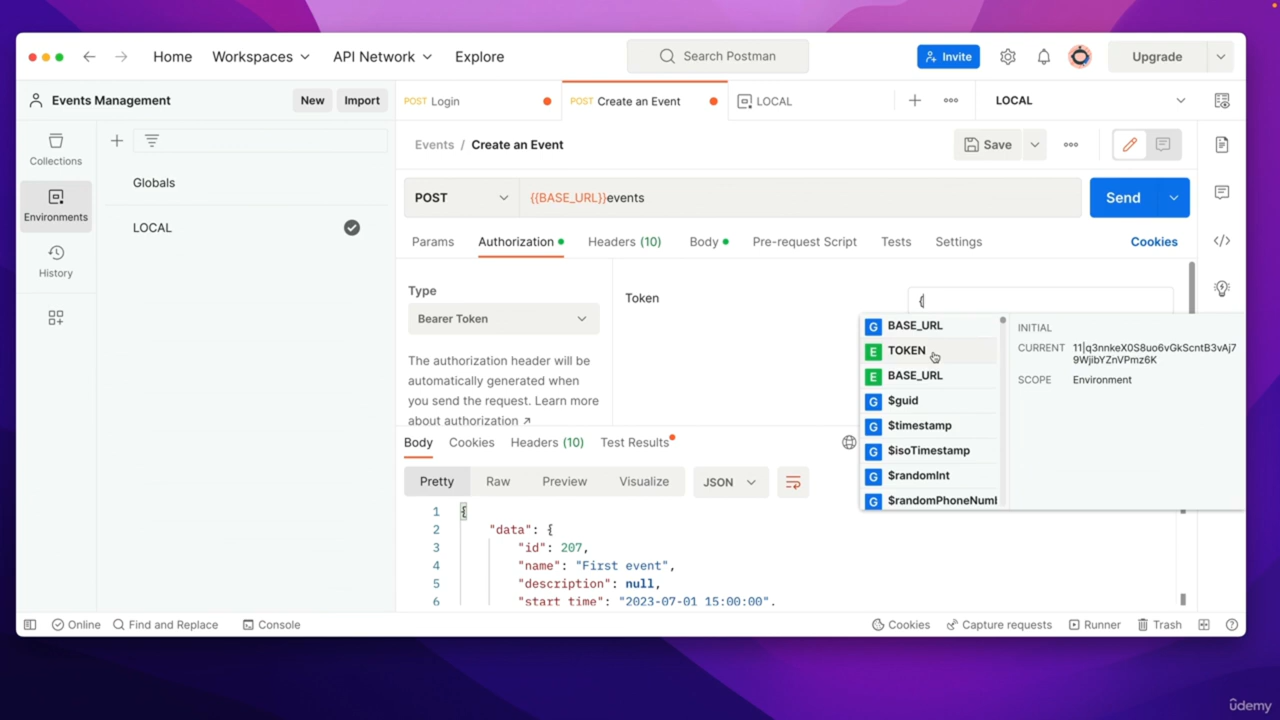 Home
Workspaces
API Network
Explore
Search Postman
Invite
Upgrade
Events Management
New
Import
POST Login
POST Create an Event
LOCAL
LOCAL
Collections
Environments
History
Globals
LOCAL
Events / Create an Event
Save
POST
{{BASE_URL}}events
Send
Params
Authorization
Headers (10)
Body
Pre-request Script
Tests
Settings
Cookies
Type
Bearer Token
The authorization header will be
automatically generated when
you send the request. Learn more
about authorization ↗
Token
{
G BASE_URL
E TOKEN
E BASE_URL
G $guid
G $timestamp
G $isoTimestamp
G $randomInt
G $randomPhoneNumb
INITIAL
CURRENT 11|q3nnkeX0S8uo6vGkScntB3vAj7
9WjibYZnVPmz6K
SCOPE Environment
Body
Cookies
Headers (10)
Test Results
Pretty
Raw
Preview
Visualize
JSON
1 {
2 "data": {
3 "id": 207,
4 "name": "First event",
5 "description": null,
6 "start_time": "2023-07-01 15:00:00",
Online
Find and Replace
Console
Cookies
Capture requests
Runner
Trash
ûdemy